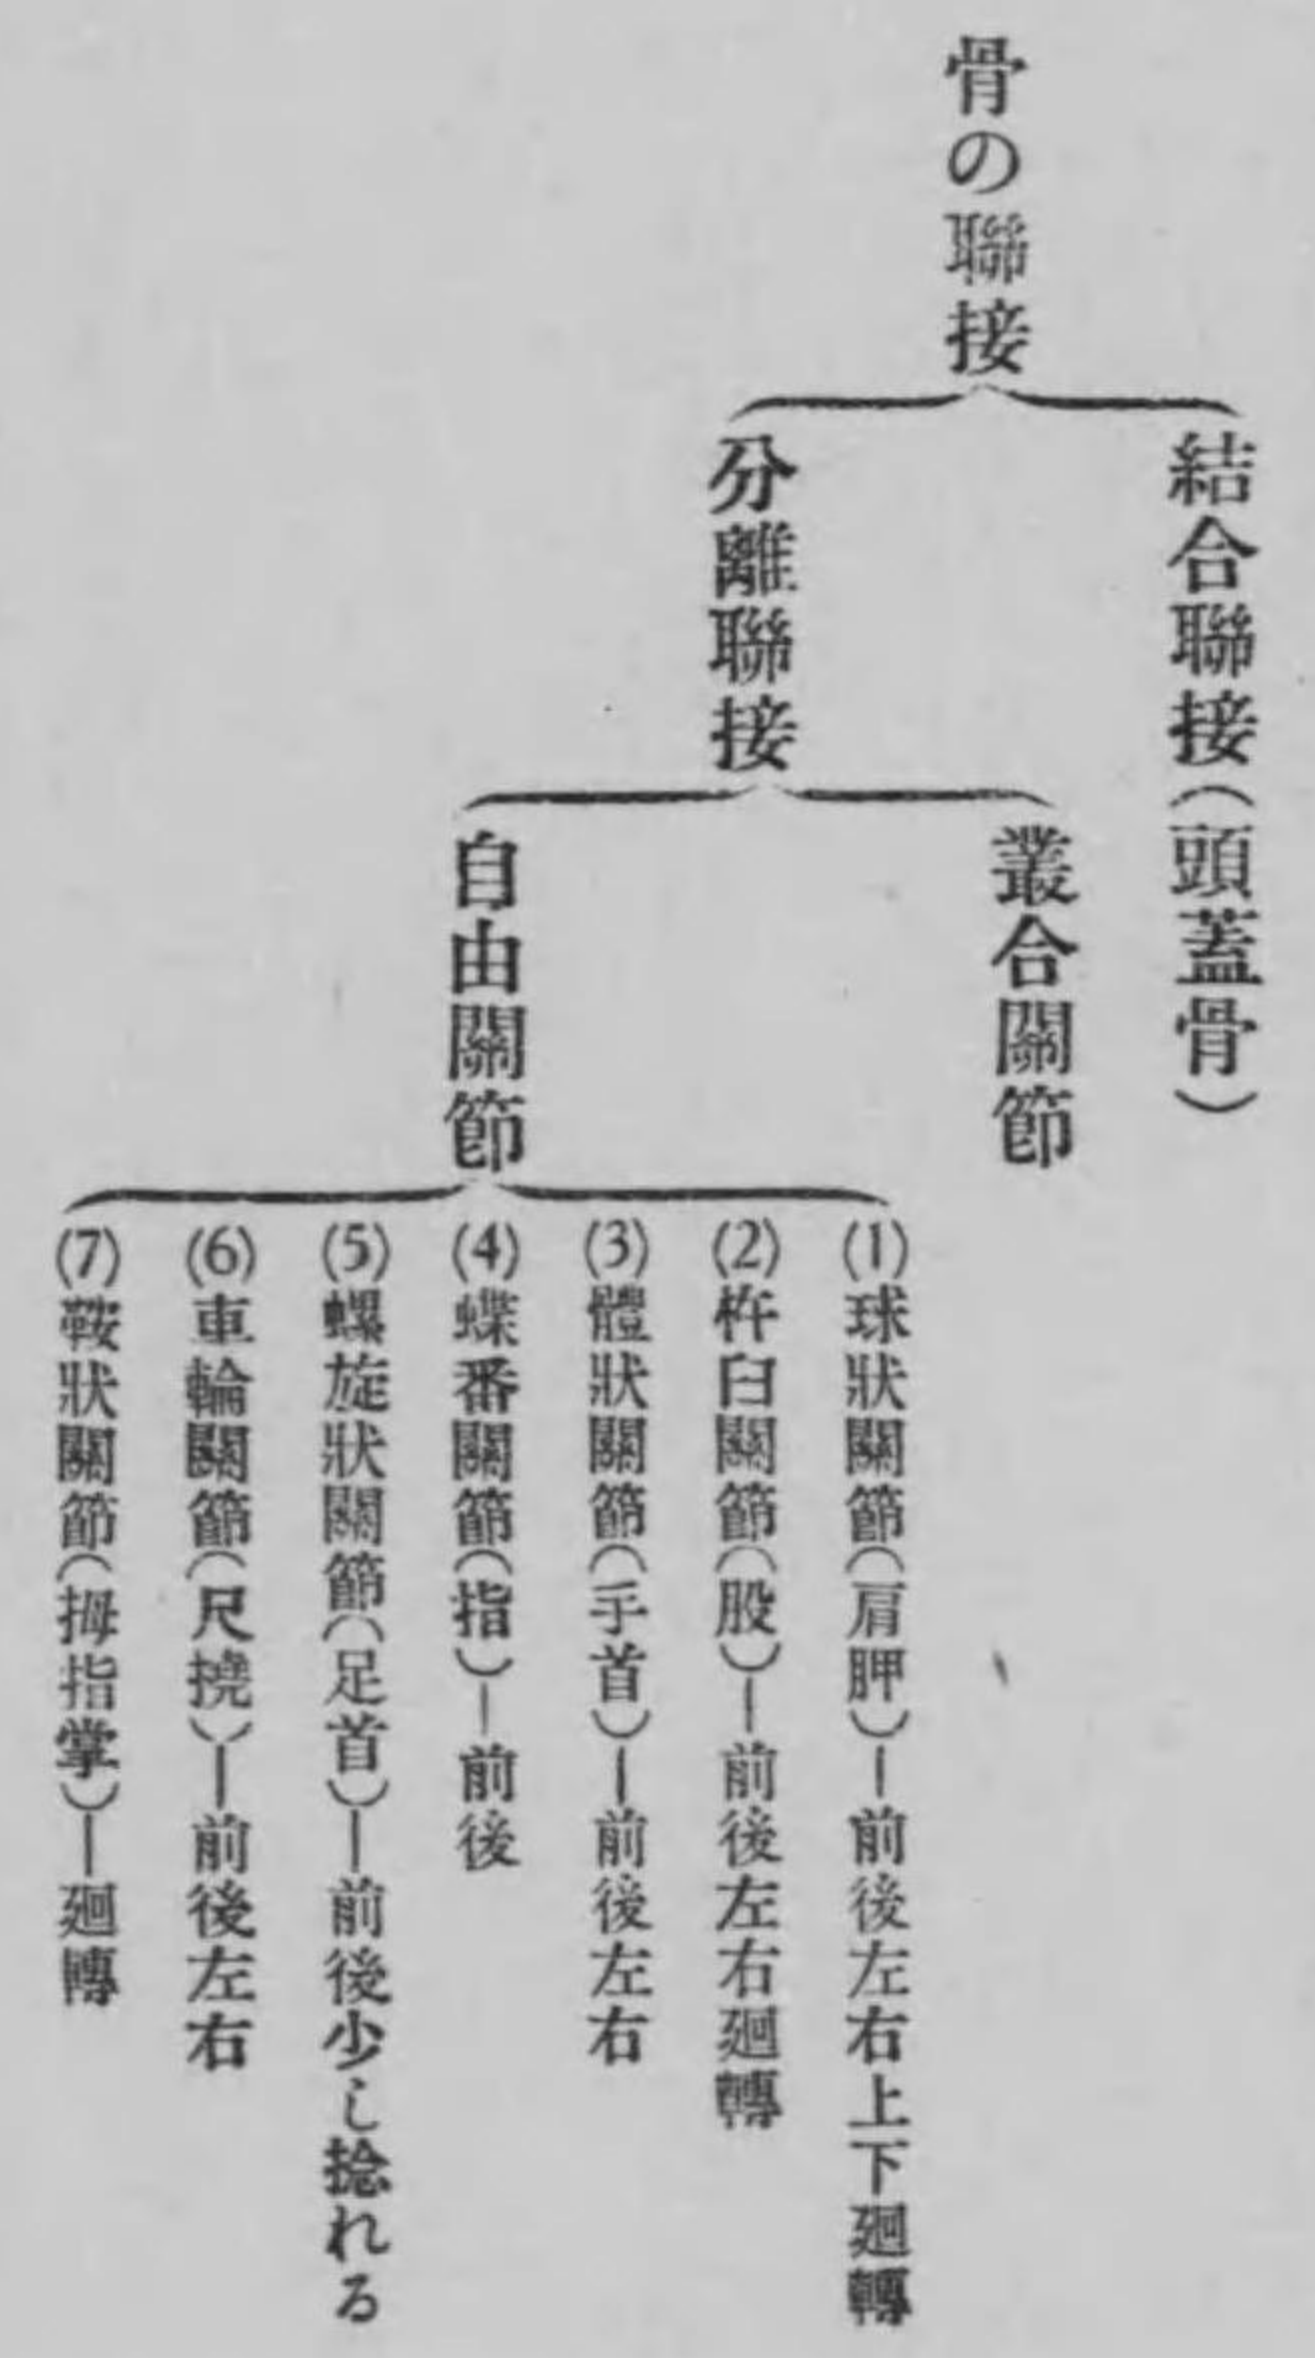 骨の聯接
結合聯接(頭蓋骨)
分離聯接
叢合關節
自由關節
(1)球狀關節(肩胛)—前後左右上下廻轉
(2)杵臼關節(股)—前後左右廻轉
(3)體狀關節(手首)—前後左右
(4)蝶番關節(指)—前後
(5)螺旋狀關節(足首)—前後少し捻れる
(6)車輪關節(尺撓)—前後左右
(7)鞍狀關節(拇指掌)—廻轉